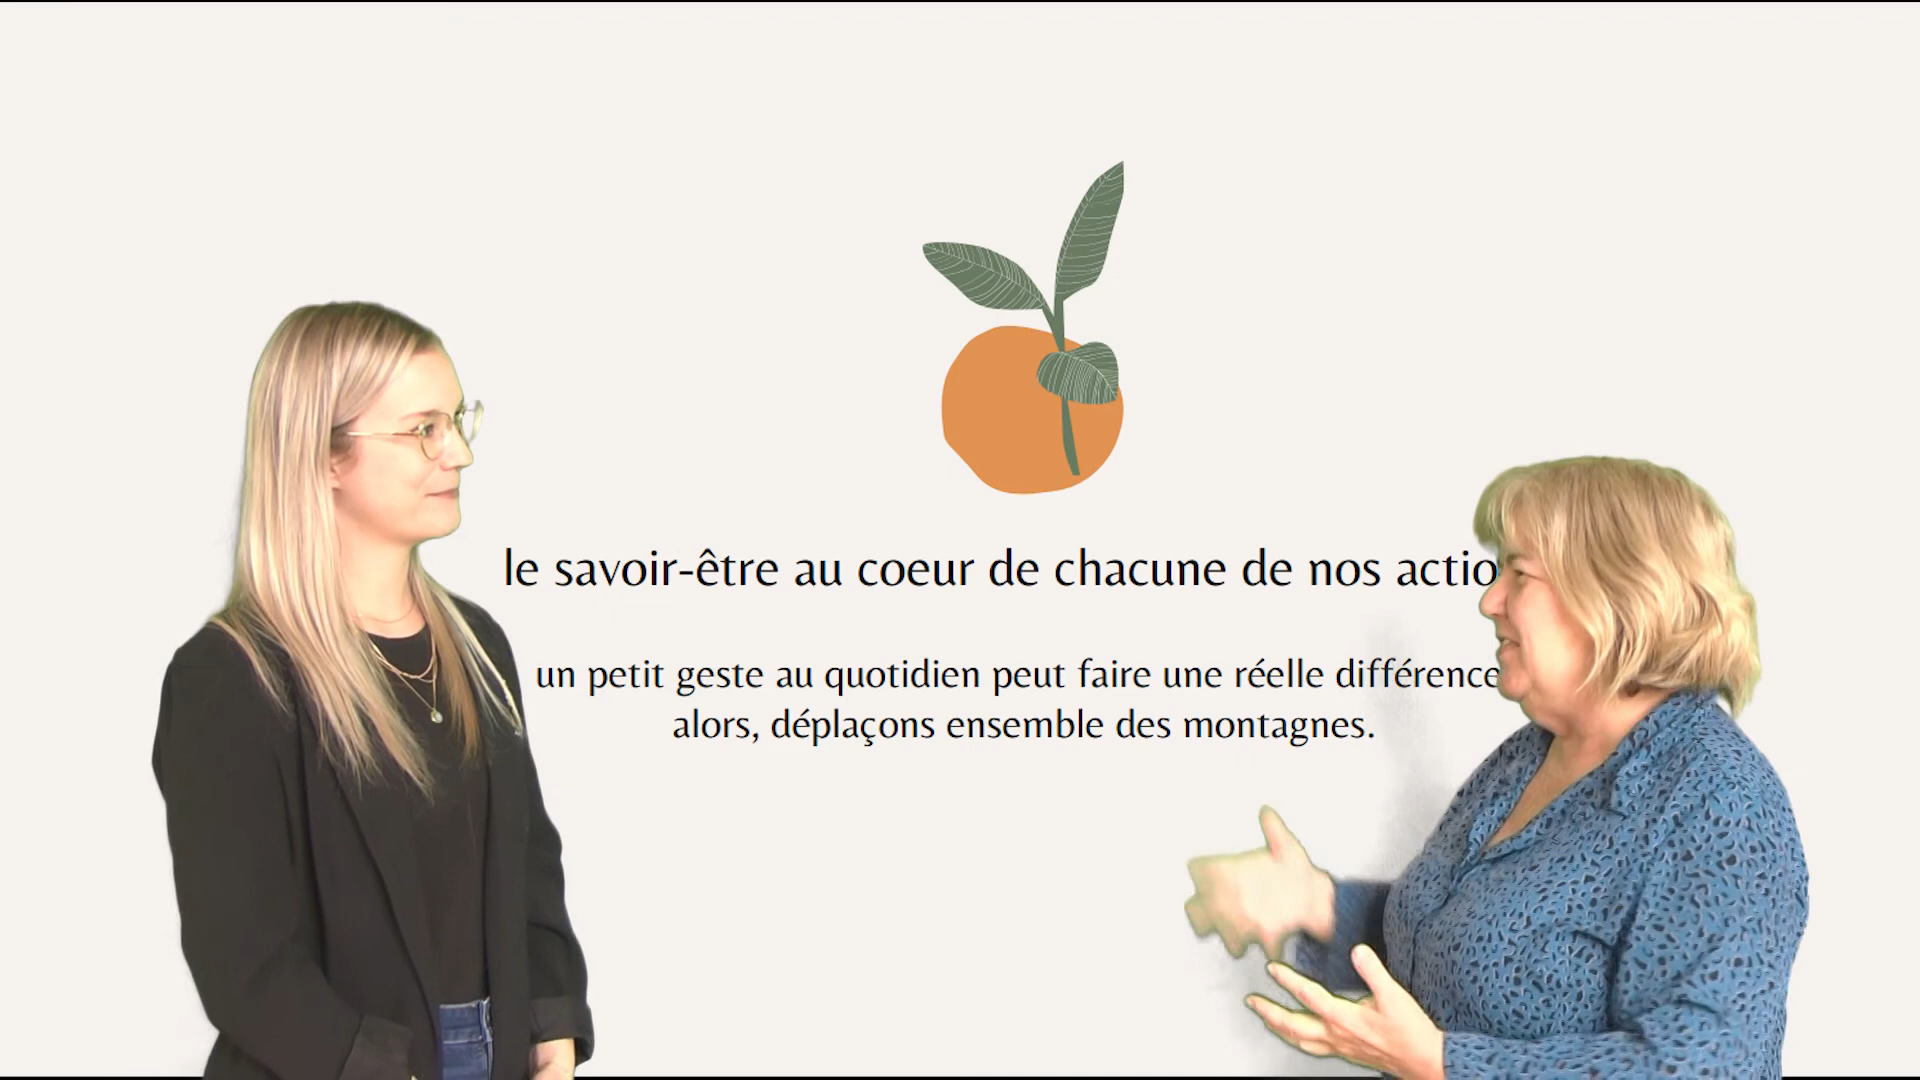 le savoir-être au coeur de chacune de nos actio
un petit geste au quotidien peut faire une réelle différence
alors, déplaçons ensemble des montagnes.